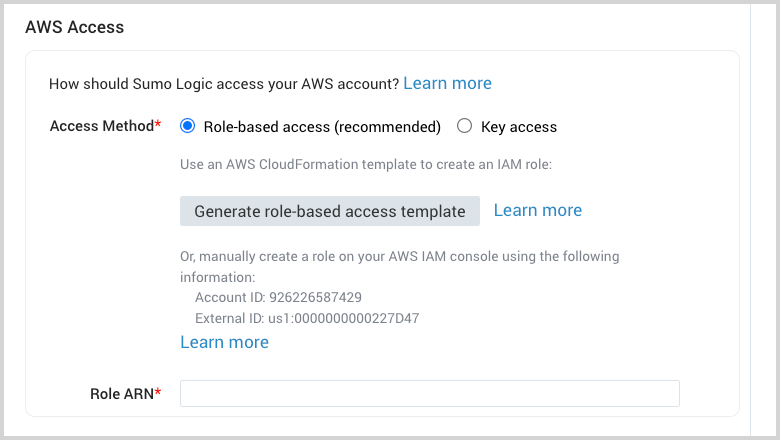 AWS Access
How should Sumo Logic access your AWS account? Learn more
Access Method* Role-based access (recommended) Key access
Use an AWS CloudFormation template to create an IAM role:
Generate role-based access template Learn more
Or, manually create a role on your AWS IAM console using the following
information:
Account ID: 926226587429
External ID: us1:0000000000227D47
Learn more
Role ARN*